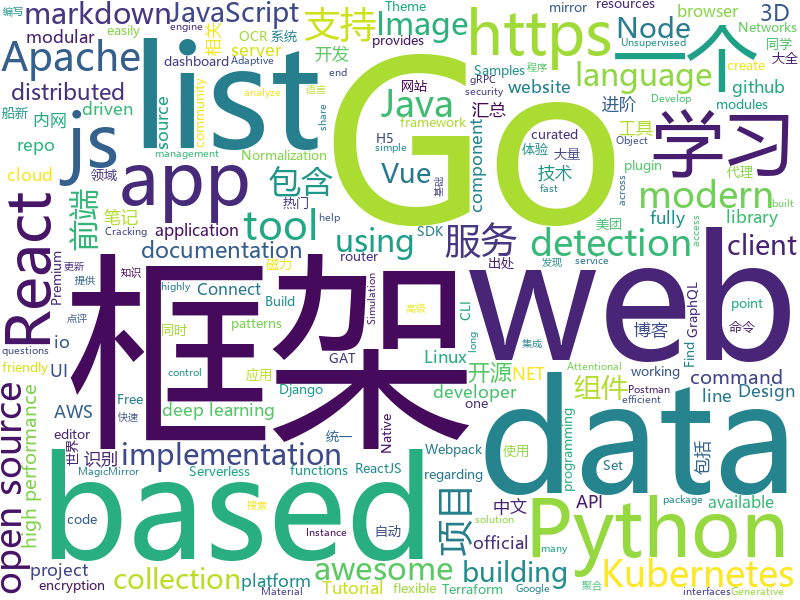 编写 markdown JavaScript 支持 Image https 一个 Node 3D
Theme mirror resources
engine OCR 系统 browser Networks
modular easily 相关 Apache list server 开发 provides Samples Unsupervised 同学
dashboard Adaptive gRPC language 程序 大全
driven end js Go website create
distributed community security github
船新 analyze 语言 Java 汇总 进阶 Develop modules
内网 source share 网站 curated 学习
repo management framework 工具 Object
cloud Normalization H5 component 体验 大量 plugin 代理
领域 app 包含 Vue simple 技术 across
前端 fast
React 笔记 热门 help SDK 美团 fully built
application tool using 服务 modern
Premium 更新 知识 Cracking 出处 library access
documentation router detection client
提供 highly 磁力 Simulation 高级 web 发现 service
io 点评 Connect CLI point GraphQL
friendly Build patterns 博客 Find 命令
questions 同时 GAT Linux 开源 working
UI 框架 long 集成 Attentional
open source AWS Free io 应用 developer .NET 组件 command
editor Django control Native one Postman line Design
世界 识别 implementation data efficient
deep learning Webpack Set 包括
high performance based 统一 regarding 使用 programming
MagicMirror Serverless ReactJS Python So
functions 快速 中文 API available
code 自动 项目 package
project encryption 搜索 awesome official solution many Kubernetes
collection Instance building
platform Tutorial flexible Terraform Google 聚合
Material interfaces Generative